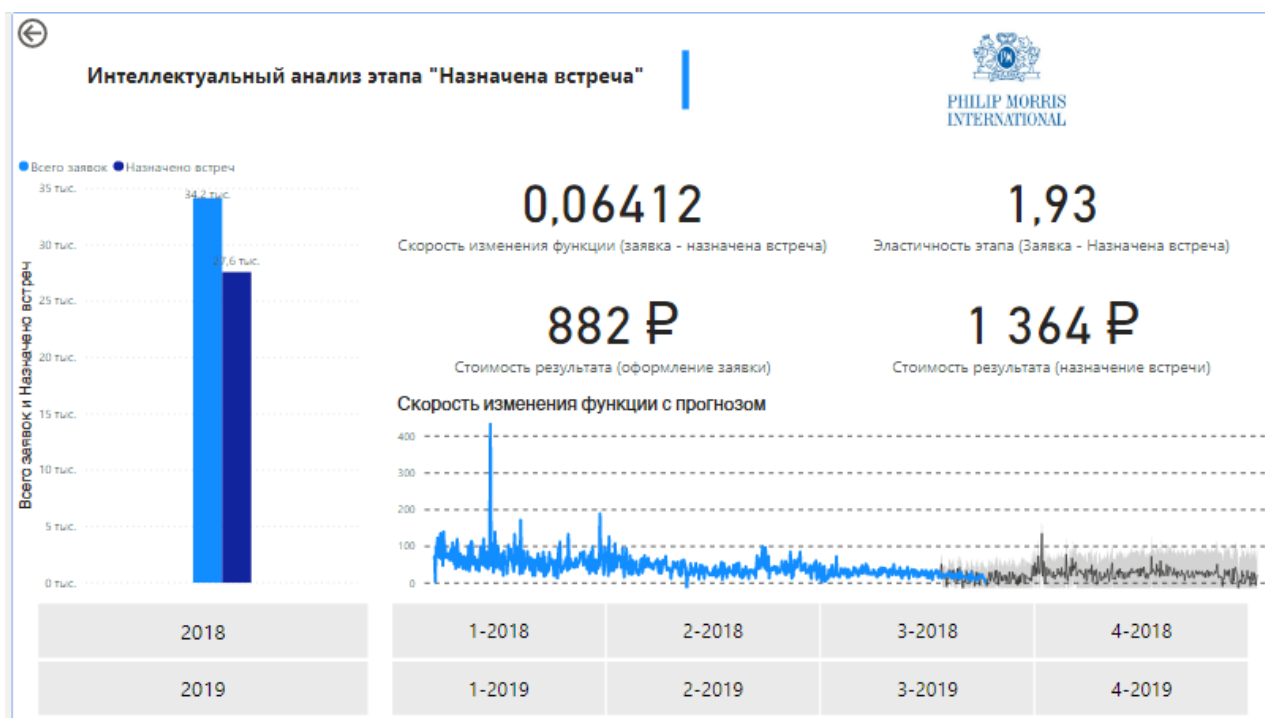 Интеллектуальный анализ этапа "Назначена встреча"
PHILIP MORRIS
INTERNATIONAL
Всего заявок Назначено встреч
35 тыс.
30 тыс.
25 тыс.
20 тыс.
15 тыс.
10 тыс.
5 тыс.
0 тыс.
Всего заявок и Назначено встреч
34,2 тыс.
27,6 тыс.
0,06412
Скорость изменения функции (заявка - назначена встреча)
1,93
Эластичность этапа (Заявка - Назначена встреча)
882 ₽
Стоимость результата (оформление заявки)
1 364 ₽
Стоимость результата (назначение встречи)
Скорость изменения функции с прогнозом
400
300
200
100
0
2018
2019
1-2018 2-2018 3-2018 4-2018
1-2019 2-2019 3-2019 4-2019